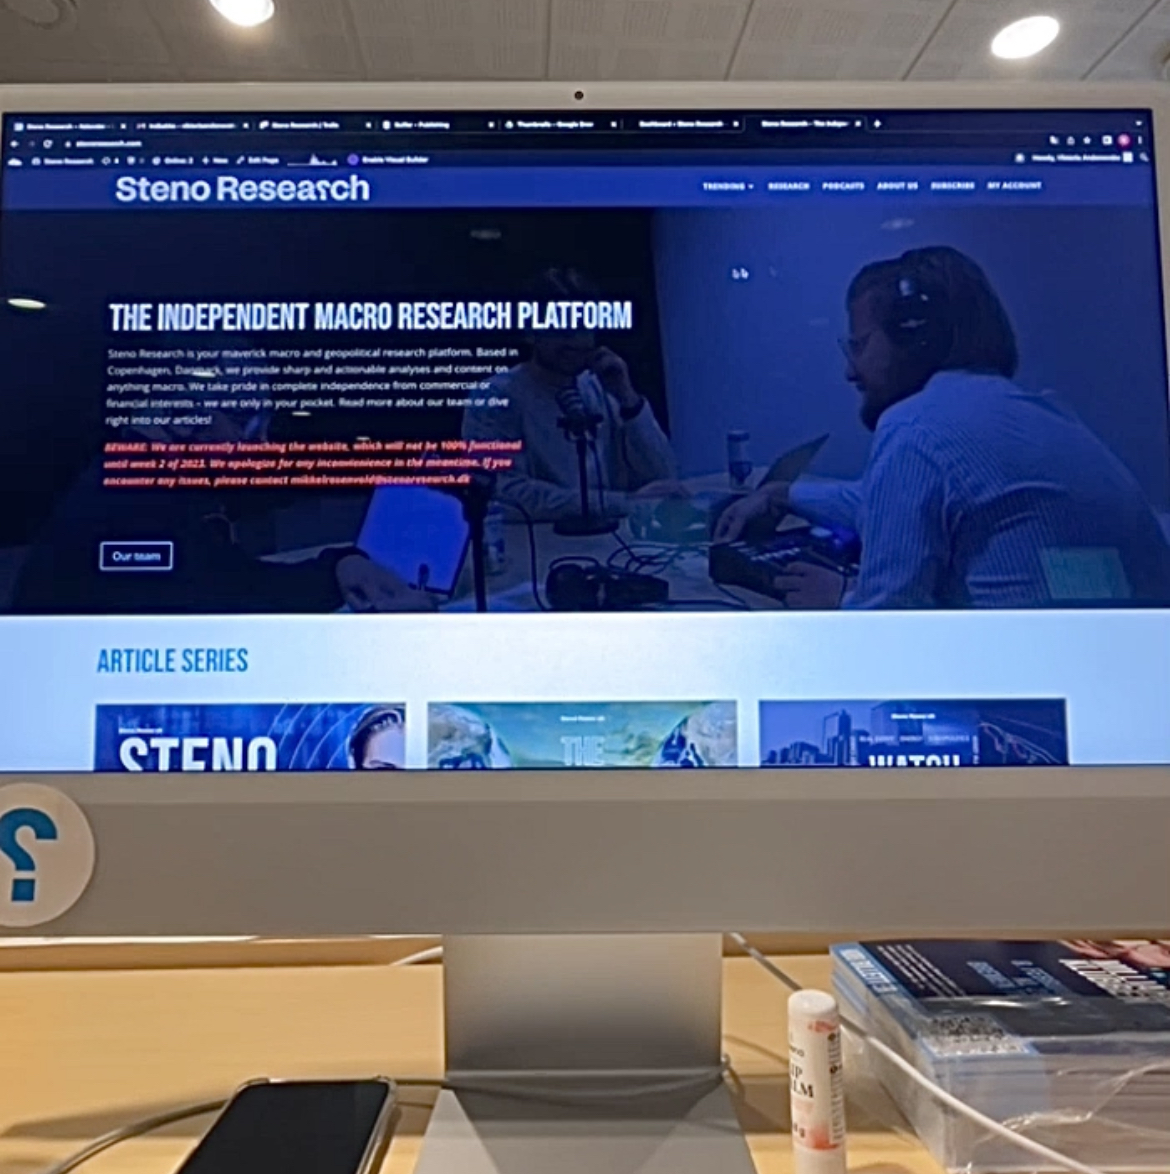 Steno Research
TRENDING RESEARCH PODCASTS ABOUT US SUBSCRIBE MY ACCOUNT
THE INDEPENDENT MACRO RESEARCH PLATFORM
Steno Research is your maverick macro and geopolitical research platform. Based in
Copenhagen, Danmark, we provide sharp and actionable analyses and content on
anything macro. We take pride in complete independence from commercial or
financial interests – we are only in your pocket. Read more about our team or dive
right into our articles!
BEWARE: We are currently launching the website, which will not be 100% functional
until week 2 of 2023. We apologize for any inconvenience in the meantime. If you
encounter any issues, please contact mikkelrosenvold@stenoresearch.dk
Our team
ARTICLE SERIES
STENO
THE
WATCH
?